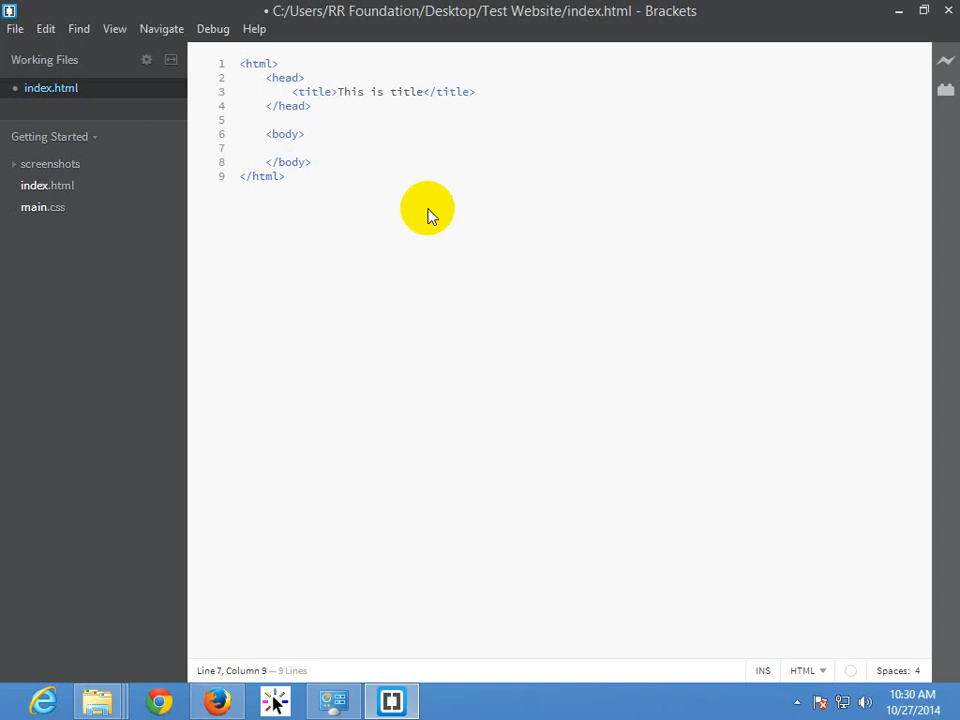 • C:/Users/RR Foundation/Desktop/Test Website/index.html - Brackets
File Edit Find View Navigate Debug Help
Working Files
• index.html
Getting Started
screenshots
index.html
main.css
1 <html>
2 <head>
3 <title>This is title</title>
4 </head>
5
6 <body>
7
8 </body>
9 </html>
Line 7, Column 9 — 9 Lines
INS HTML Spaces: 4
10:30 AM
10/27/2014